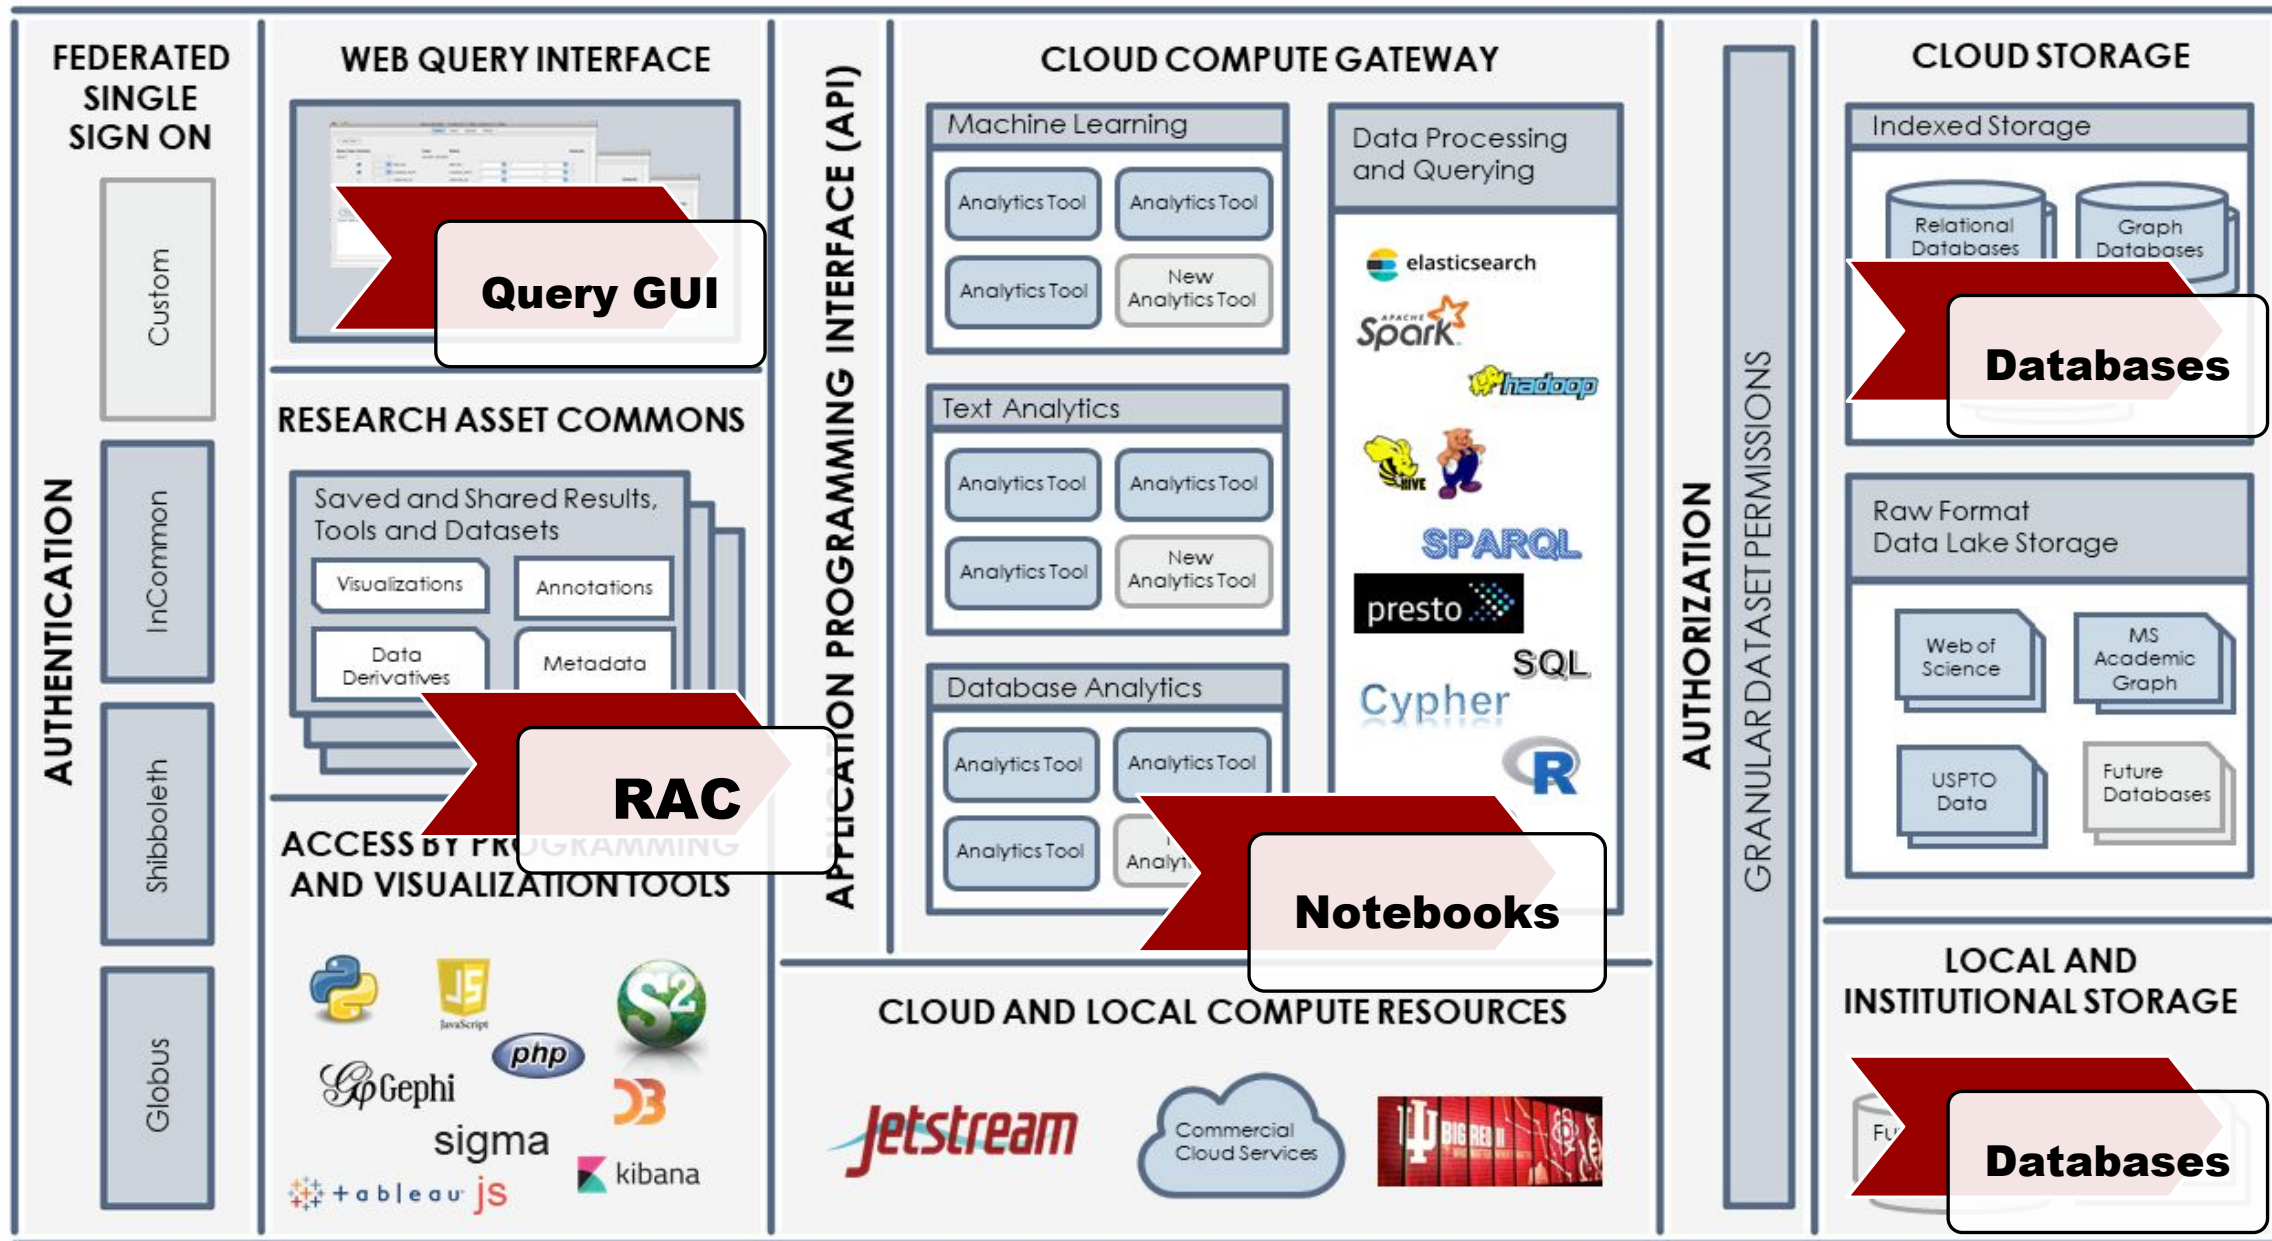 FEDERATED
SINGLE
SIGN ON
AUTHENTICATION
Custom
InCommon
Shibboleth
Globus
WEB QUERY INTERFACE
Query GUI
RESEARCH ASSET COMMONS
Saved and Shared Results,
Tools and Datasets
Visualizations
Annotations
Data
Derivatives
Metadata
RAC
ACCESS BY PROGRAMMING
AND VISUALIZATION TOOLS
JS
JavaScript
S2
php
Gephi
D3
sigma
js
kibana
+ a b | e a u
APPLICATION PROGRAMMING INTERFACE (API)
CLOUD COMPUTE GATEWAY
Machine Learning
Analytics Tool
Analytics Tool
Analytics Tool
New
Analytics Tool
Text Analytics
Analytics Tool
Analytics Tool
Analytics Tool
New
Analytics Tool
Database Analytics
Analytics Tool
Analytics Tool
Analytics Tool
Data Processing
and Querying
elasticsearch
APACHE
Spark
hadoop
HIVE
SPARQL
presto
SQL
Cypher
R
Notebooks
CLOUD AND LOCAL COMPUTE RESOURCES
Jetstream
Commercial
Cloud Services
BIG RED II
AUTHORIZATION
GRANULAR DATASET PERMISSIONS
CLOUD STORAGE
Indexed Storage
Relational
Databases
Graph
Databases
Databases
Raw Format
Data Lake Storage
Web of
Science
MS
Academic
Graph
USPTO
Data
Future
Databases
LOCAL AND
INSTITUTIONAL STORAGE
Databases